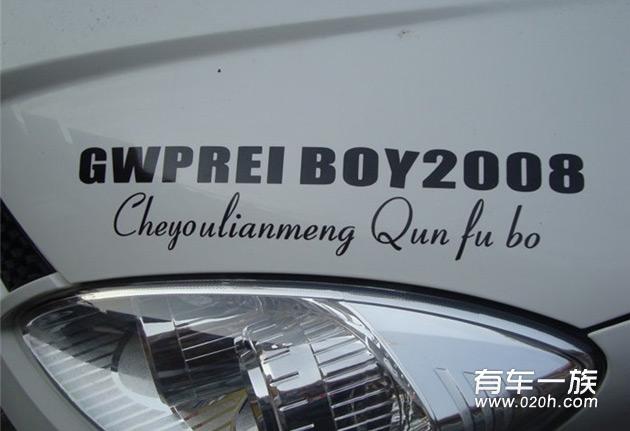 GWPREI BOY2008
Cheyoulianmeng Qun fu bo
有车一族
www.020h.com